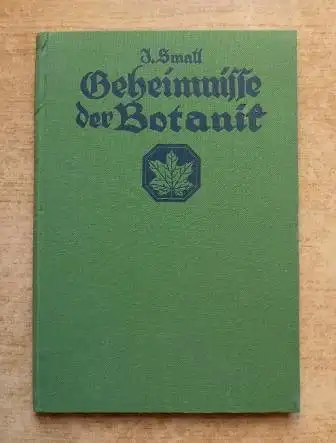 J. Small
Geheimnisse
der Botanik